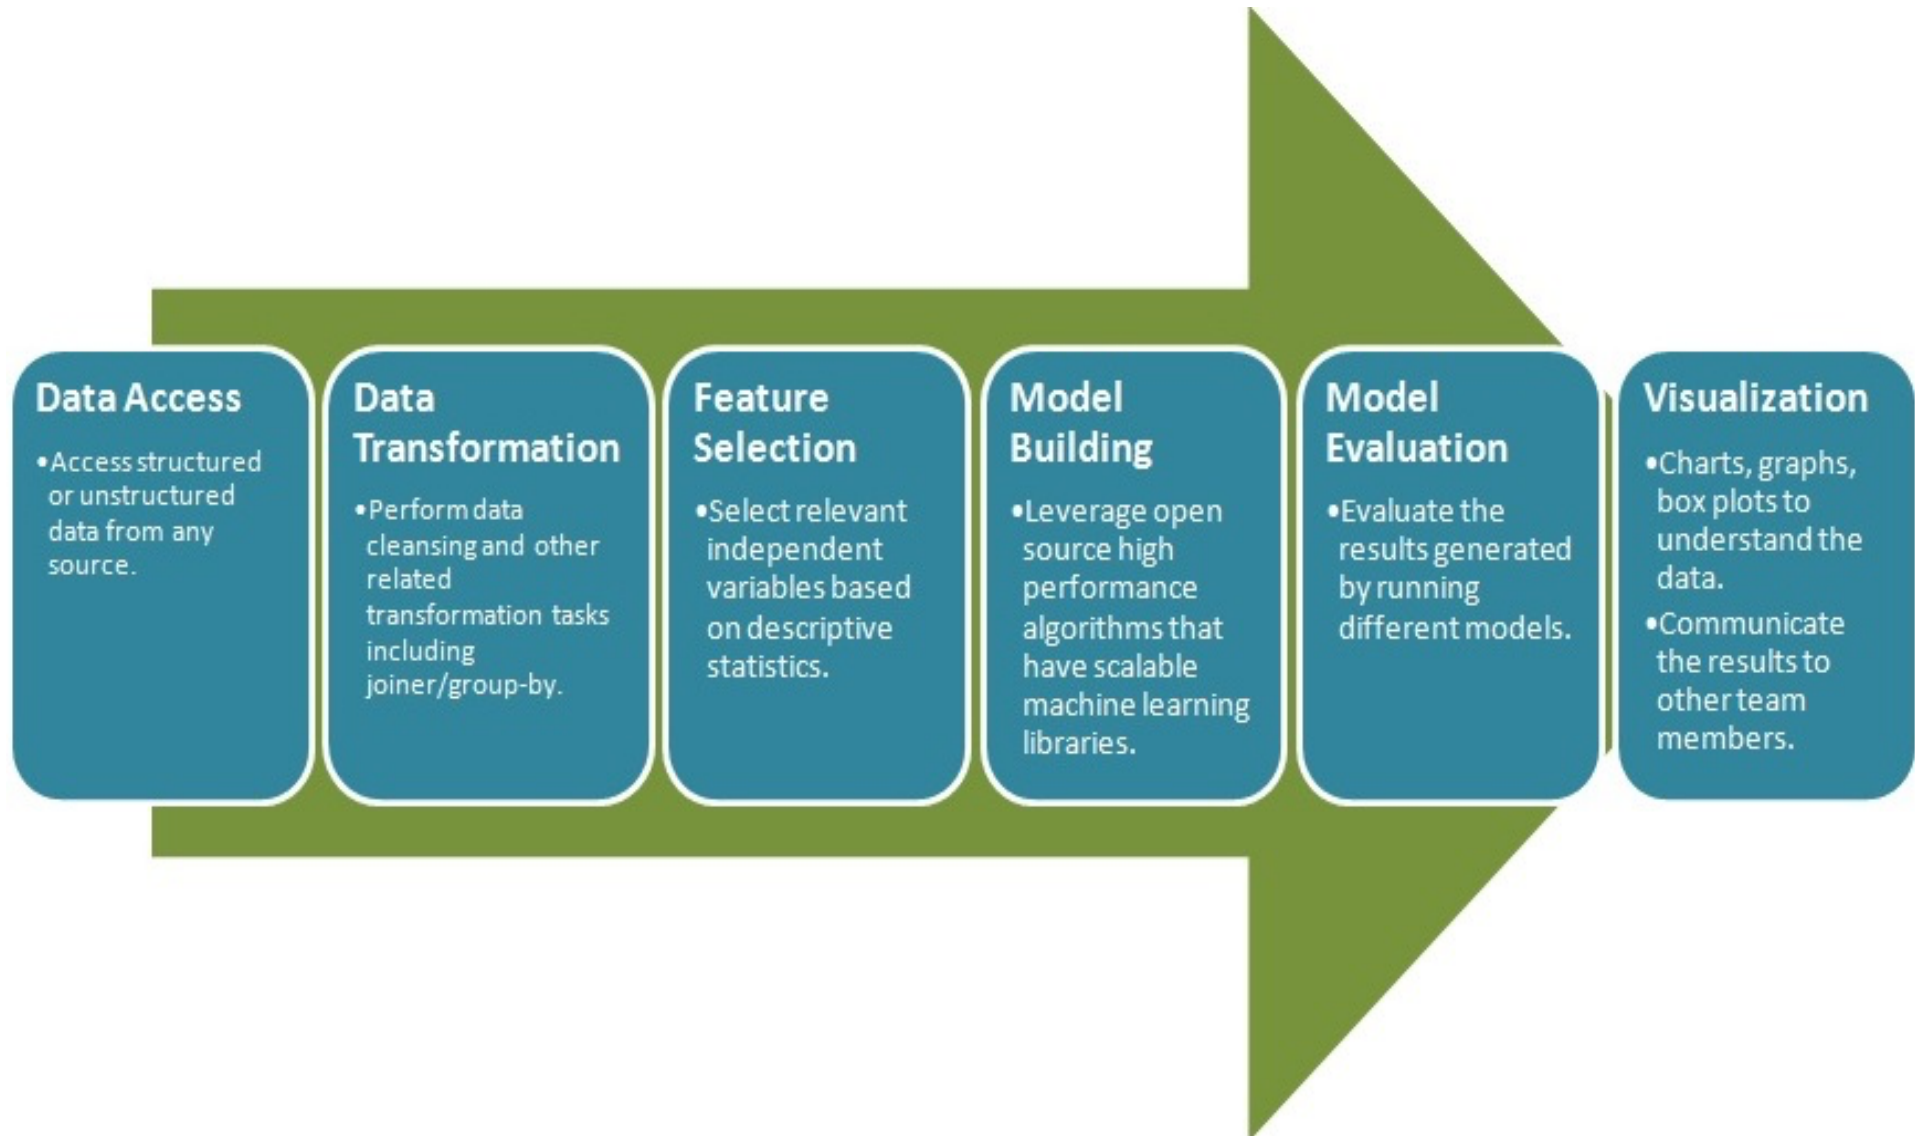 Data Access
•Access structured
or unstructured
data from any
source.
Data
Transformation
•Perform data
cleansing and other
related
transformation tasks
including
joiner/group-by.
Feature
Selection
•Select relevant
independent
variables based
on descriptive
statistics.
Model
Building
•Leverage open
source high
performance
algorithms that
have scalable
machine learning
libraries.
Model
Evaluation
•Evaluate the
results generated
by running
different models.
Visualization
•Charts, graphs,
box plots to
understand the
data.
•Communicate
the results to
other team
members.